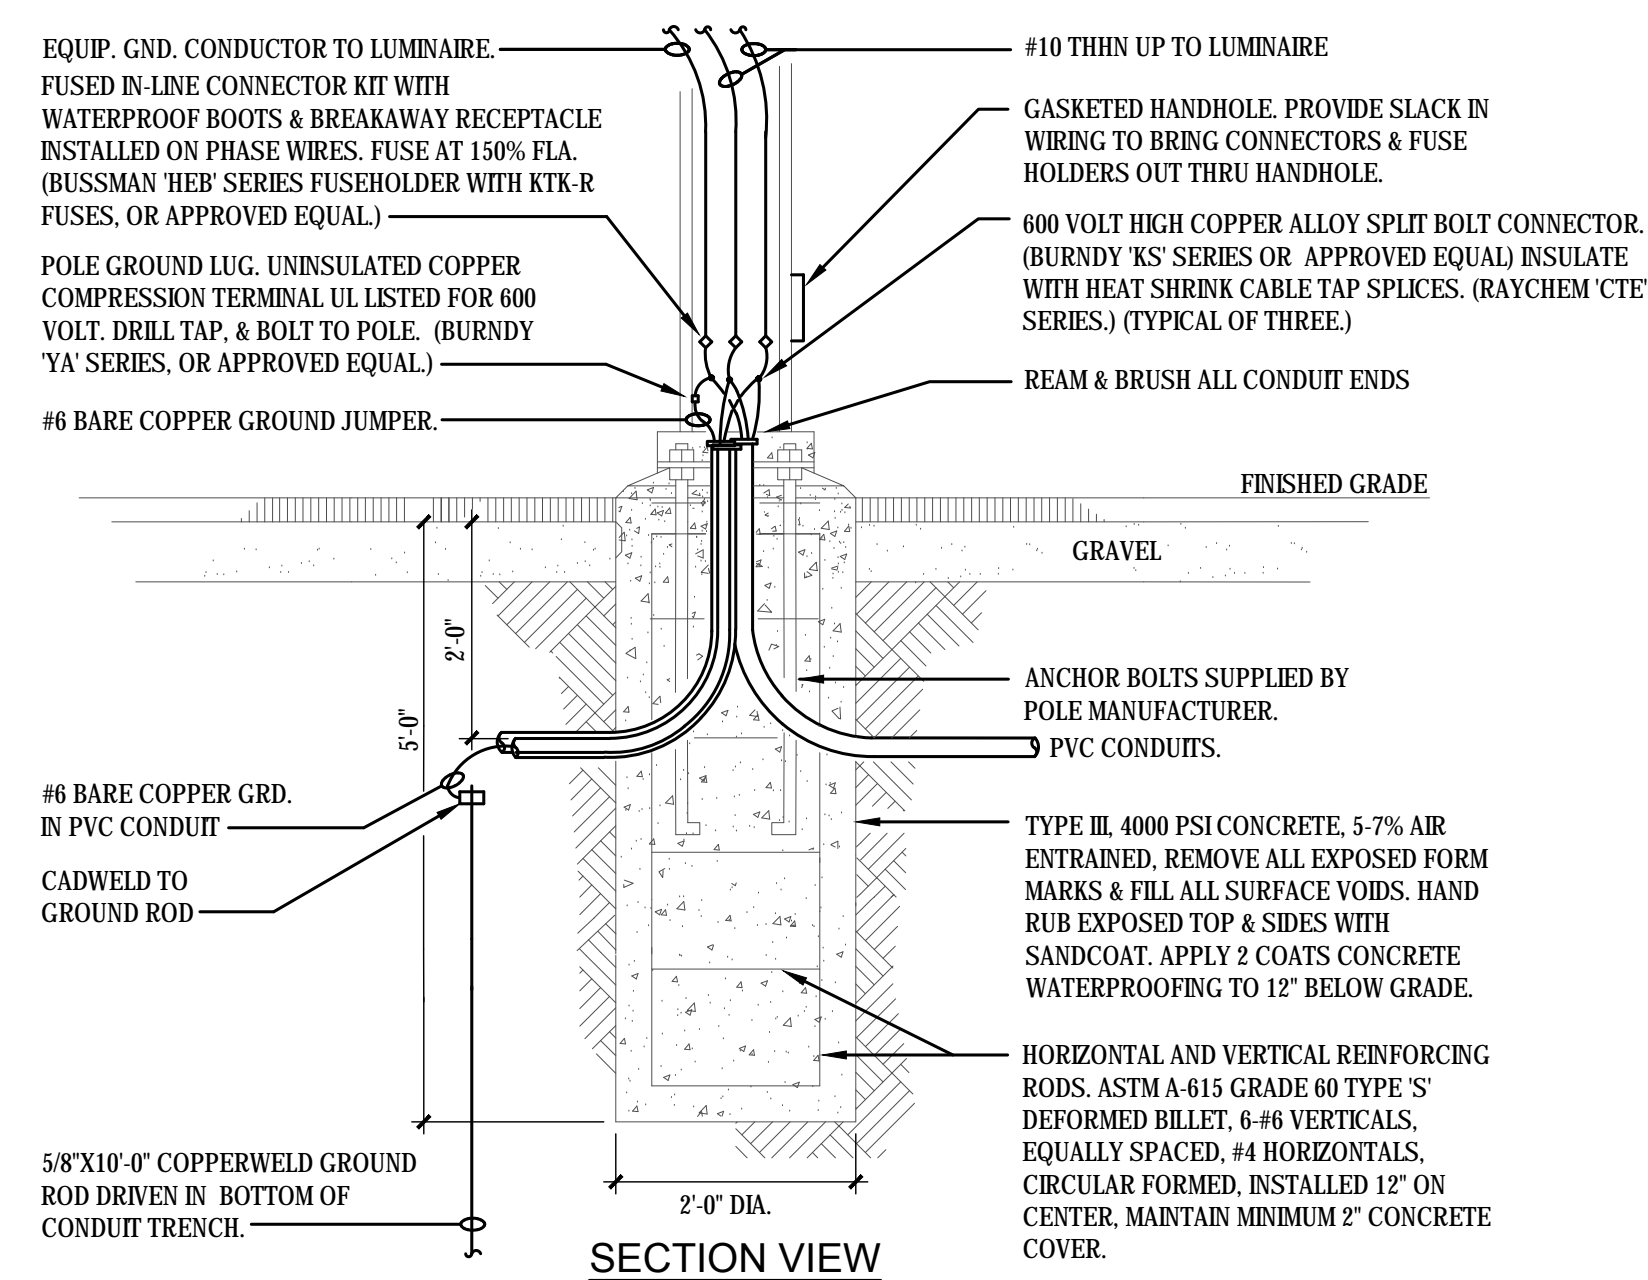 EQUIP. GND. CONDUCTOR TO LUMINAIRE.
FUSED IN-LINE CONNECTOR KIT WITH
WATERPROOF BOOTS & BREAKAWAY RECEPTACLE
INSTALLED ON PHASE WIRES. FUSE AT 150% FLA.
(BUSSMAN 'HEB' SERIES FUSEHOLDER WITH KTK-R
FUSES, OR APPROVED EQUAL.)
POLE GROUND LUG. UNINSULATED COPPER
COMPRESSION TERMINAL UL LISTED FOR 600
VOLT. DRILL TAP, & BOLT TO POLE. (BURNDY
'YA' SERIES, OR APPROVED EQUAL.)
#6 BARE COPPER GROUND JUMPER.
2'-0"
5'-0"
#6 BARE COPPER GRD.
IN PVC CONDUIT
CADWELD TO
GROUND ROD
5/8"X10'-0" COPPERWELD GROUND
ROD DRIVEN IN BOTTOM OF
CONDUIT TRENCH.
#10 THHN UP TO LUMINAIRE
GASKETED HANDHOLE. PROVIDE SLACK IN
WIRING TO BRING CONNECTORS & FUSE
HOLDERS OUT THRU HANDHOLE.
600 VOLT HIGH COPPER ALLOY SPLIT BOLT CONNECTOR.
(BURNDY 'KS' SERIES OR APPROVED EQUAL) INSULATE
WITH HEAT SHRINK CABLE TAP SPLICES. (RAYCHEM 'CTE'
SERIES.) (TYPICAL OF THREE.)
REAM & BRUSH ALL CONDUIT ENDS
FINISHED GRADE
GRAVEL
ANCHOR BOLTS SUPPLIED BY
POLE MANUFACTURER.
PVC CONDUITS.
TYPE III, 4000 PSI CONCRETE, 5-7% AIR
ENTRAINED, REMOVE ALL EXPOSED FORM
MARKS & FILL ALL SURFACE VOIDS. HAND
RUB EXPOSED TOP & SIDES WITH
SANDCOAT. APPLY 2 COATS CONCRETE
WATERPROOFING TO 12" BELOW GRADE.
HORIZONTAL AND VERTICAL REINFORCING
RODS. ASTM A-615 GRADE 60 TYPE 'S'
DEFORMED BILLET, 6-#6 VERTICALS,
EQUALLY SPACED, #4 HORIZONTALS,
CIRCULAR FORMED, INSTALLED 12" ON
CENTER, MAINTAIN MINIMUM 2" CONCRETE
COVER.
2'-0" DIA.
SECTION VIEW